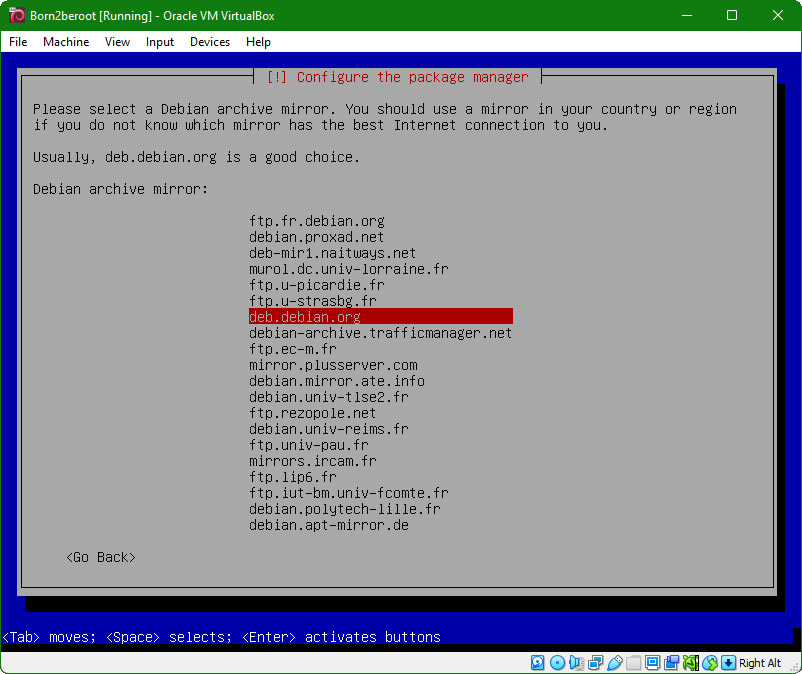 Born2beroot [Running] - Oracle VM VirtualBox
File Machine View Input Devices Help
[!] Configure the package manager
Please select a Debian archive mirror. You should use a mirror in your country or region
if you do not know which mirror has the best Internet connection to you.
Usually, deb.debian.org is a good choice.
Debian archive mirror:
ftp.fr.debian.org
debian.proxad.net
deb-mir1.naitways.net
murol.dc.univ-lorraine.fr
ftp.u-picardie.fr
ftp.u-strasbg.fr
deb.debian.org
debian-archive.trafficmanager.net
ftp.ec-m.fr
mirror.plusserver.com
debian.mirror.ate.info
debian.univ-tlse2.fr
ftp.rezopole.net
debian.univ-reims.fr
ftp.univ-pau.fr
mirrors.ircam.fr
ftp.lip6.fr
ftp.iut-bm.univ-fcomte.fr
debian.polytech-lille.fr
debian.apt-mirror.de
<Go Back>
<Tab> moves; <Space> selects; <Enter> activates buttons
Right Alt